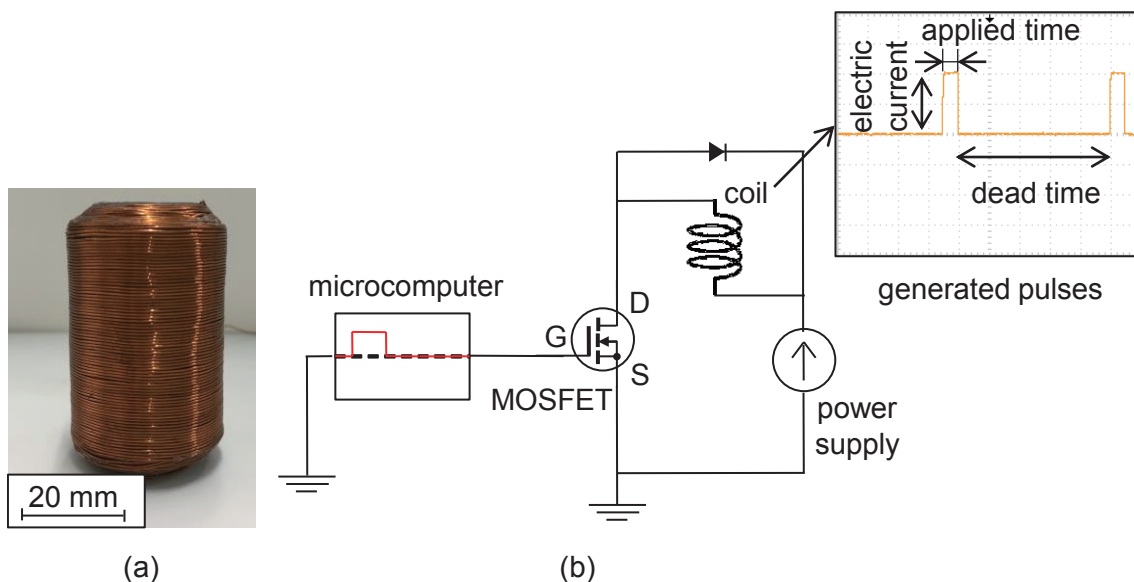 applied time
electric
current
dead time
coil
generated pulses
microcomputer
D
G
S
MOSFET
power
supply
20 mm
(a)
(b)